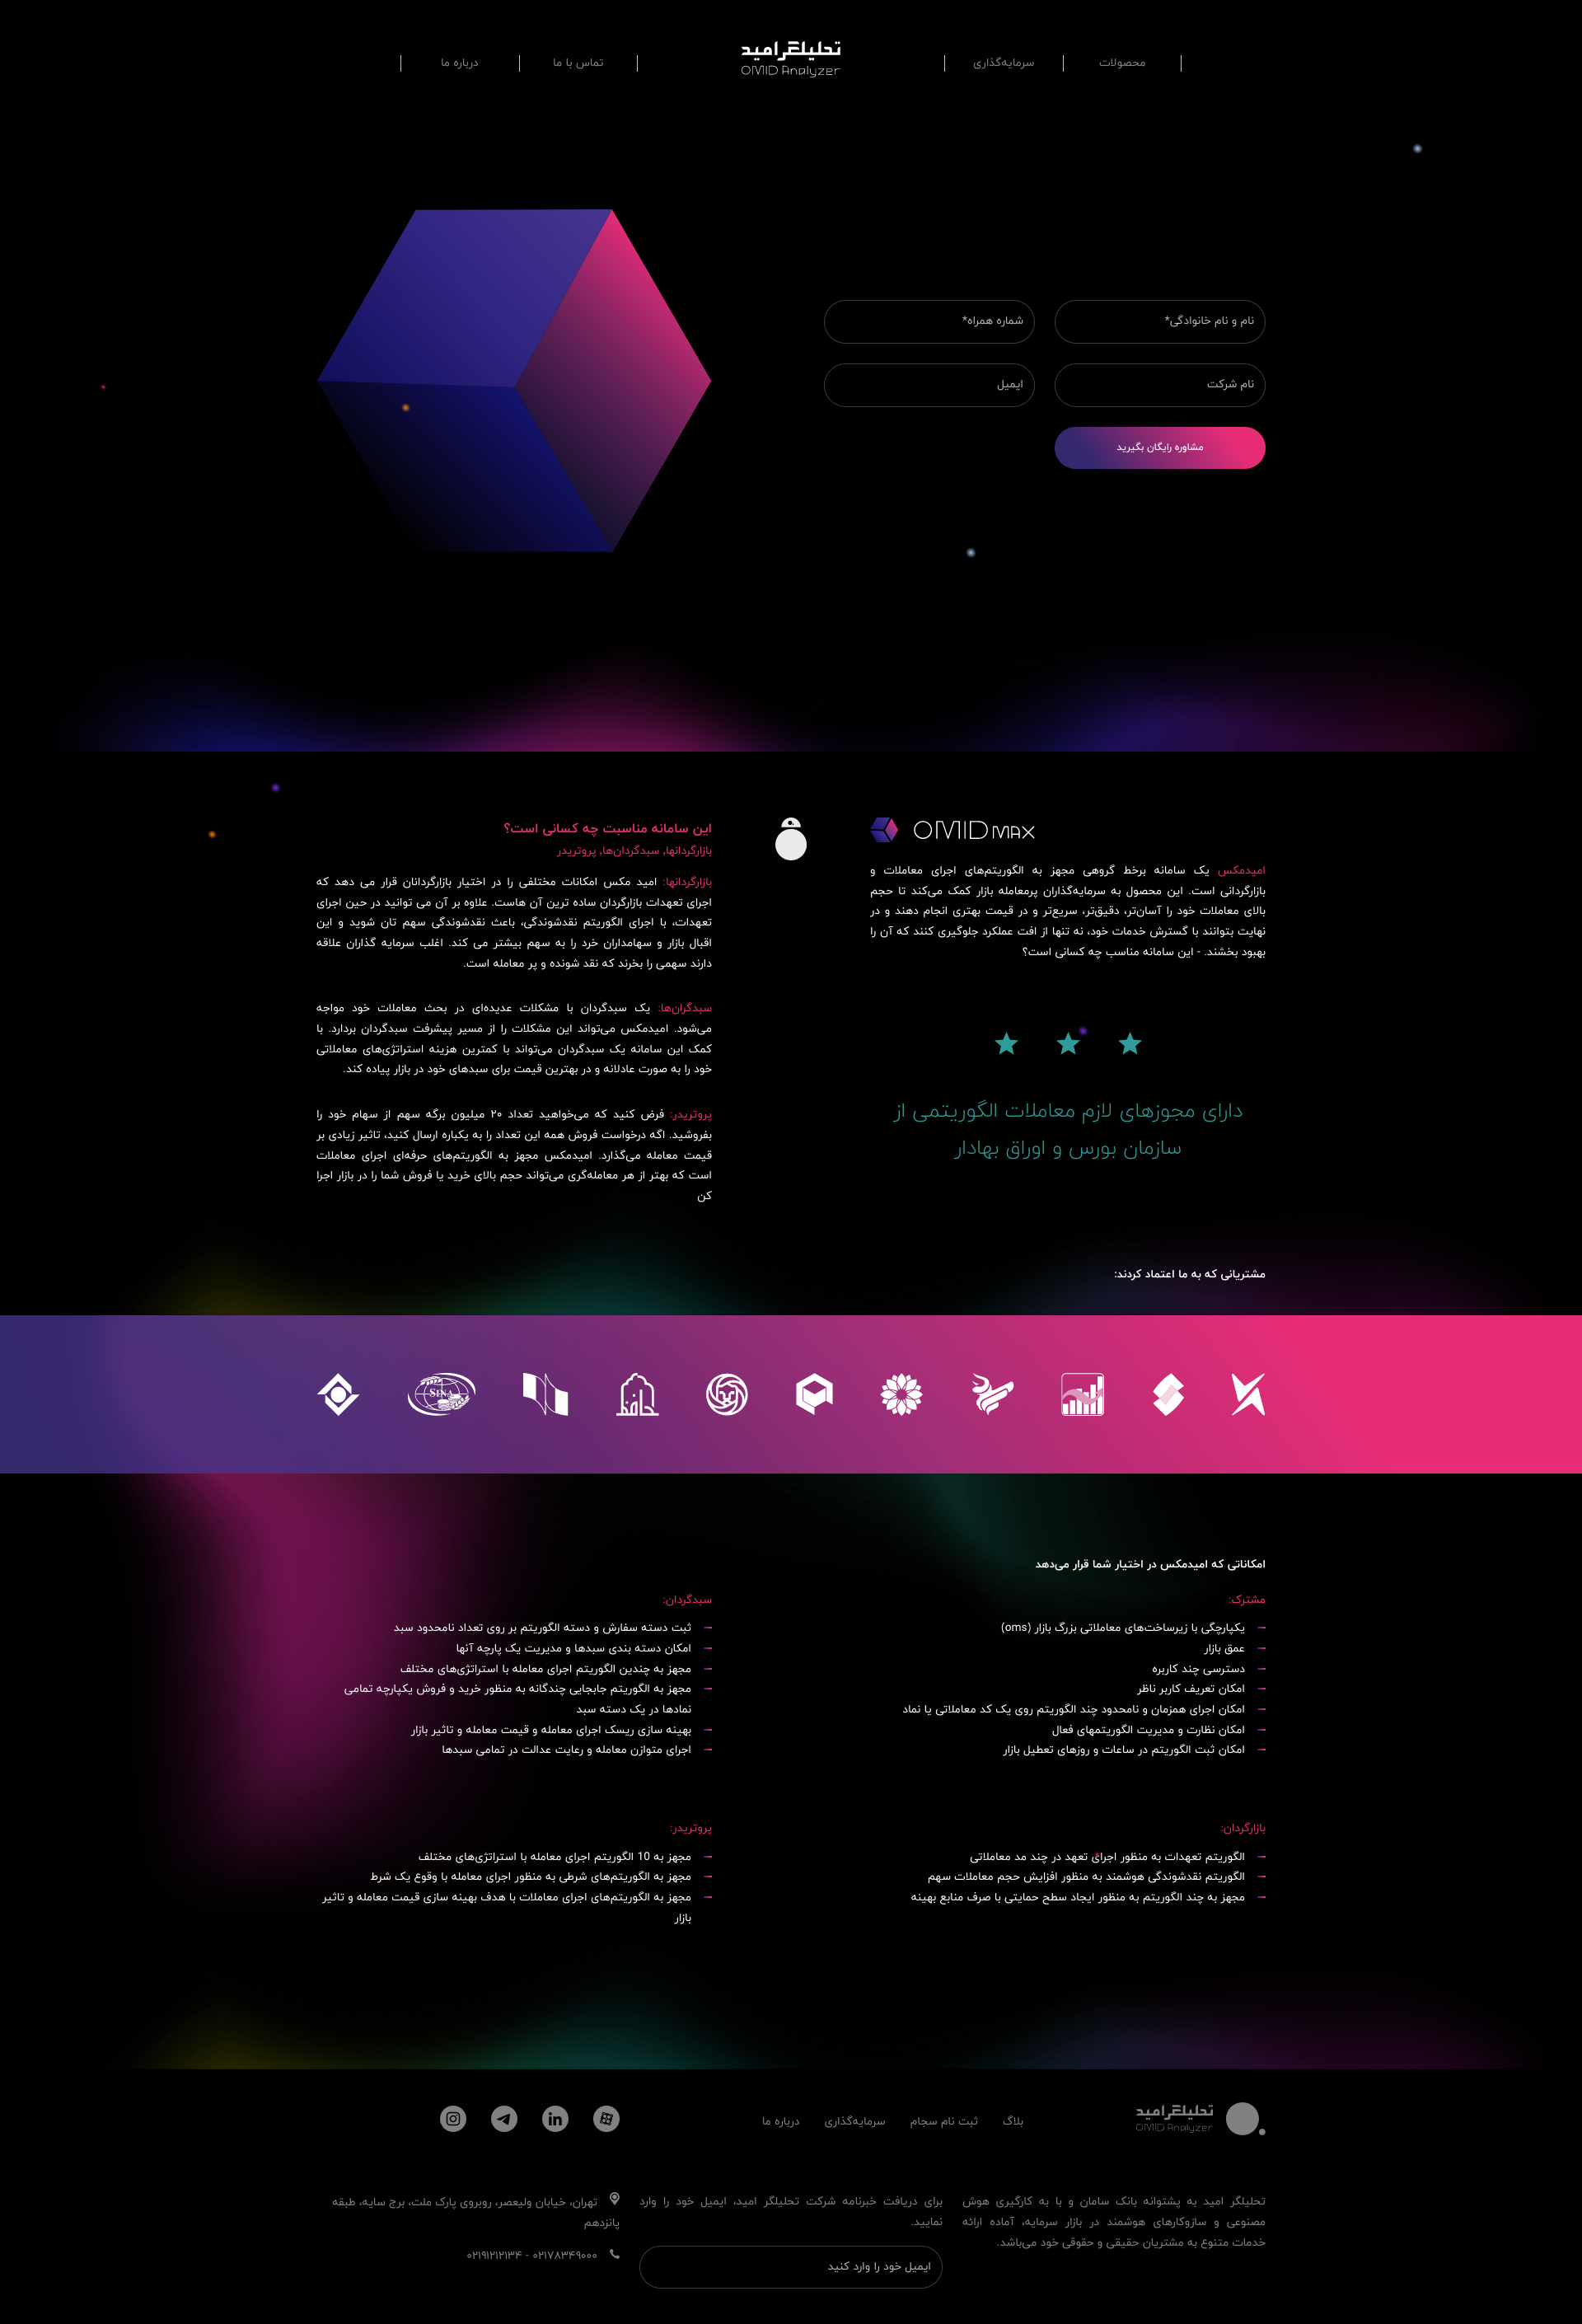 محصولات
سرمایه‌گذاری
تحلیلگر امید
OMID Analyzer
تماس با ما
درباره ما
نام و نام خانوادگی*
شماره همراه*
نام شرکت
ایمیل
مشاوره رایگان بگیرید
OMID MAX
امیدمکس یک سامانه برخط گروهی مجهز به الگوریتم‌های اجرای معاملات و
بازارگردانی است. این محصول به سرمایه‌گذاران پرمعامله بازار کمک می‌کند تا حجم
بالای معاملات خود را آسان‌تر، دقیق‌تر، سریع‌تر و در قیمت بهتری انجام دهند و در
نهایت بتوانند با گسترش خدمات خود، نه تنها از افت عملکرد جلوگیری کنند که آن را
بهبود بخشند. - این سامانه مناسب چه کسانی است؟
دارای مجوزهای لازم معاملات الگوریتمی از
سازمان بورس و اوراق بهادار
این سامانه مناسبت چه کسانی است؟
بازارگردانها, سبدگردان‌ها, پروتریدر
بازارگردانها: امید مکس امکانات مختلفی را در اختیار بازارگردانان قرار می دهد که
اجرای تعهدات بازارگردان ساده ترین آن هاست. علاوه بر آن می توانید در حین اجرای
تعهدات، با اجرای الگوریتم نقدشوندگی، باعث نقدشوندگی سهم تان شوید و این
اقبال بازار و سهامداران خرد را به سهم بیشتر می کند. اغلب سرمایه گذاران علاقه
دارند سهمی را بخرند که نقد شونده و پر معامله است.
سبدگران‌ها: یک سبدگردان با مشکلات عدیده‌ای در بحث معاملات خود مواجه
می‌شود. امیدمکس می‌تواند این مشکلات را از مسیر پیشرفت سبدگردان بردارد. با
کمک این سامانه یک سبدگردان می‌تواند با کمترین هزینه استراتژی‌های معاملاتی
خود را به صورت عادلانه و در بهترین قیمت برای سبدهای خود در بازار پیاده کند.
پروتریدر: فرض کنید که می‌خواهید تعداد ۲۰ میلیون برگه سهم از سهام خود را
بفروشید. اگه درخواست فروش همه این تعداد را به یکباره ارسال کنید، تاثیر زیادی بر
قیمت معامله می‌گذارد. امیدمکس مجهز به الگوریتم‌های حرفه‌ای اجرای معاملات
است که بهتر از هر معامله‌گری می‌تواند حجم بالای خرید یا فروش شما را در بازار اجرا
کن
مشتریانی که به ما اعتماد کردند:
حافظ
SINA
امکاناتی که امیدمکس در اختیار شما قرار می‌دهد
مشترک:
یکپارچگی با زیرساخت‌های معاملاتی بزرگ بازار (oms)
عمق بازار
دسترسی چند کاربره
امکان تعریف کاربر ناظر
امکان اجرای همزمان و نامحدود چند الگوریتم روی یک کد معاملاتی یا نماد
امکان نظارت و مدیریت الگوریتمهای فعال
امکان ثبت الگوریتم در ساعات و روزهای تعطیل بازار
سبدگردان:
ثبت دسته سفارش و دسته الگوریتم بر روی تعداد نامحدود سبد
امکان دسته بندی سبدها و مدیریت یک پارچه آنها
مجهز به چندین الگوریتم اجرای معامله با استراتژی‌های مختلف
مجهز به الگوریتم جابجایی چندگانه به منظور خرید و فروش یکپارچه تمامی
نمادها در یک دسته سبد
بهینه سازی ریسک اجرای معامله و قیمت معامله و تاثیر بازار
اجرای متوازن معامله و رعایت عدالت در تمامی سبدها
بازارگردان:
الگوریتم تعهدات به منظور اجرای تعهد در چند مد معاملاتی
الگوریتم نقدشوندگی هوشمند به منظور افزایش حجم معاملات سهم
مجهز به چند الگوریتم به منظور ایجاد سطح حمایتی با صرف منابع بهینه
پروتریدر:
مجهز به 10 الگوریتم اجرای معامله با استراتژی‌های مختلف
مجهز به الگوریتم‌های شرطی به منظور اجرای معامله با وقوع یک شرط
مجهز به الگوریتم‌های اجرای معاملات با هدف بهینه سازی قیمت معامله و تاثیر
بازار
تحلیلگر امید
OMID Analyzer
بلاگ
ثبت نام سجام
سرمایه‌گذاری
درباره ما
تحلیلگر امید به پشتوانه بانک سامان و با به کارگیری هوش
مصنوعی و سازوکارهای هوشمند در بازار سرمایه، آماده ارائه
خدمات متنوع به مشتریان حقیقی و حقوقی خود می‌باشد.
برای دریافت خبرنامه شرکت تحلیلگر امید، ایمیل خود را وارد
نمایید.
ایمیل خود را وارد کنید
تهران، خیابان ولیعصر، روبروی پارک ملت، برج سایه، طبقه
پانزدهم
۰۲۱۷۸۳۴۹۰۰۰ - ۰۲۱۹۱۲۱۲۱۳۴